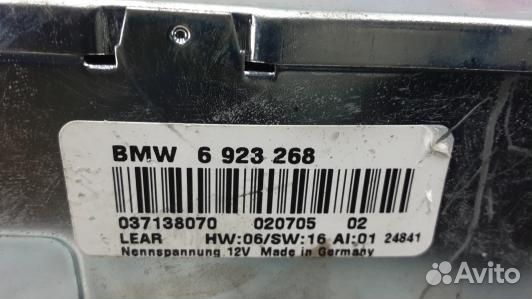 BMW 6 923 268
037138070 020705 02
LEAR HW:06/SW:16 AI:01 24841
Nennspannung 12V Made in Germany
Avito